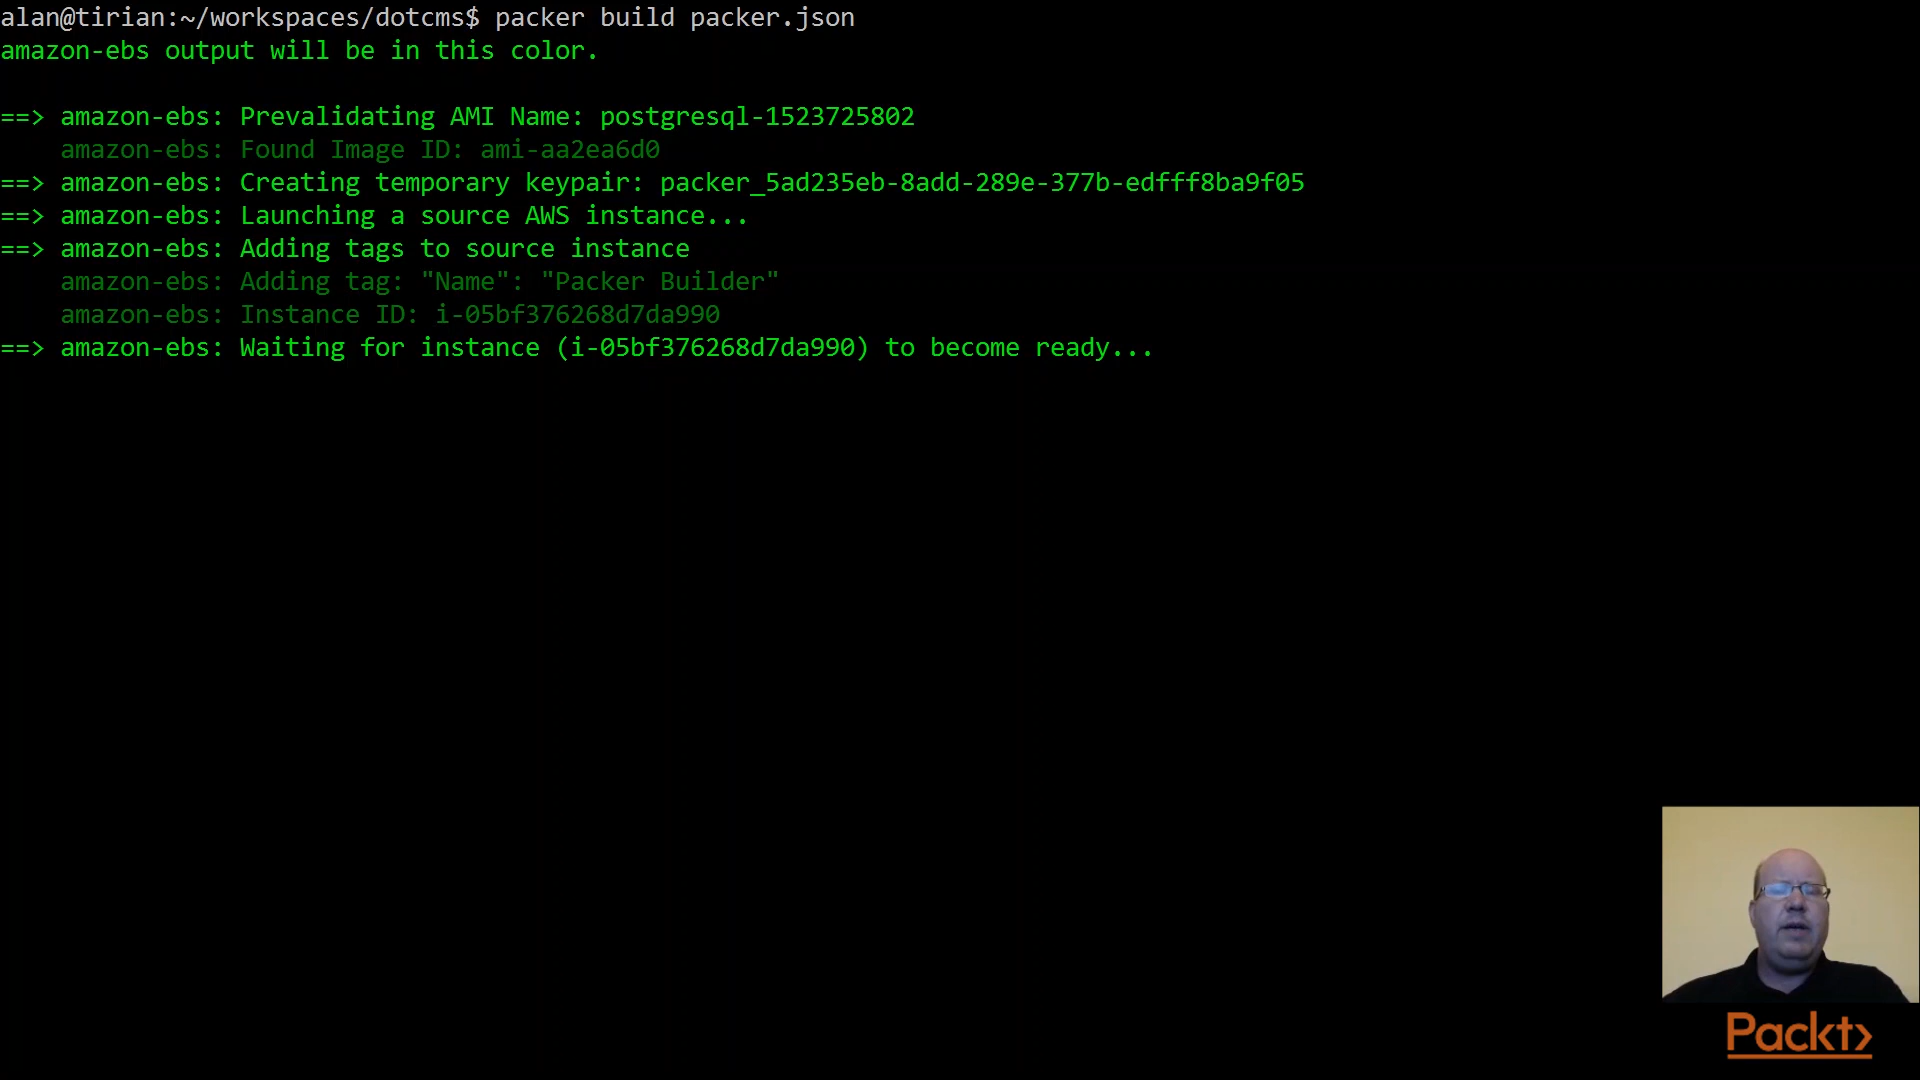 alan@tirian:~/workspaces/dotcms$ packer build packer.json
amazon-ebs output will be in this color.
==> amazon-ebs: Prevalidating AMI Name: postgresql-1523725802
amazon-ebs: Found Image ID: ami-aa2ea6d0
==> amazon-ebs: Creating temporary keypair: packer_5ad235eb-8add-289e-377b-edfff8ba9f05
==> amazon-ebs: Launching a source AWS instance...
==> amazon-ebs: Adding tags to source instance
amazon-ebs: Adding tag: "Name": "Packer Builder"
amazon-ebs: Instance ID: i-05bf376268d7da990
==> amazon-ebs: Waiting for instance (i-05bf376268d7da990) to become ready...
Packt>